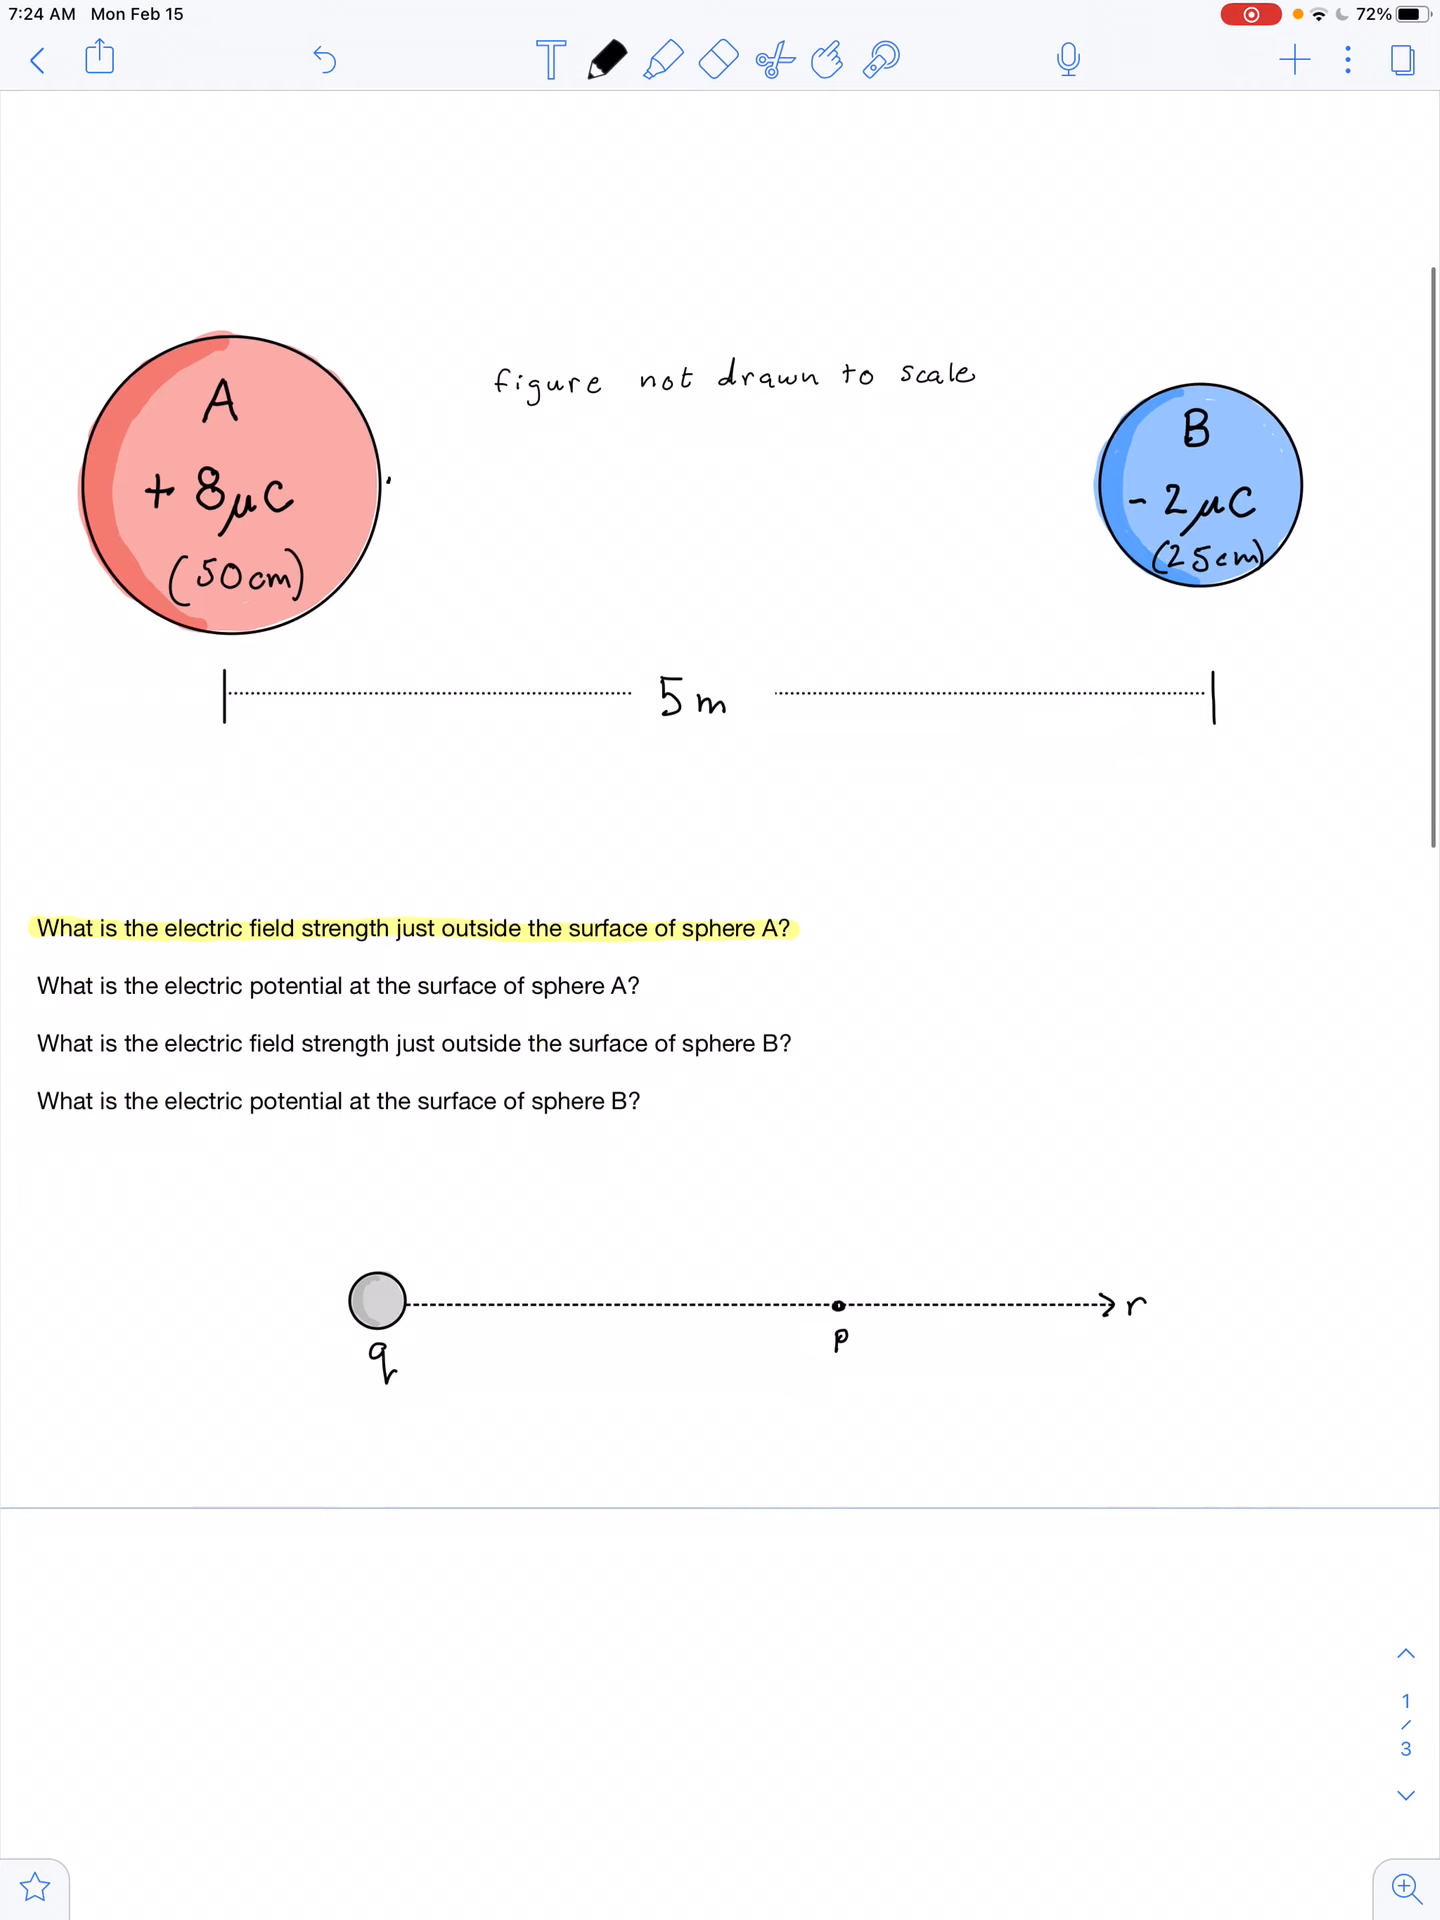 7:24 AM Mon Feb 15
72%
T
figure not drawn to scale
A
+ 8μC
(50cm)
B
- 2μC
(25cm)
5 m
What is the electric field strength just outside the surface of sphere A?
What is the electric potential at the surface of sphere A?
What is the electric field strength just outside the surface of sphere B?
What is the electric potential at the surface of sphere B?
r
p
q
1
/
3